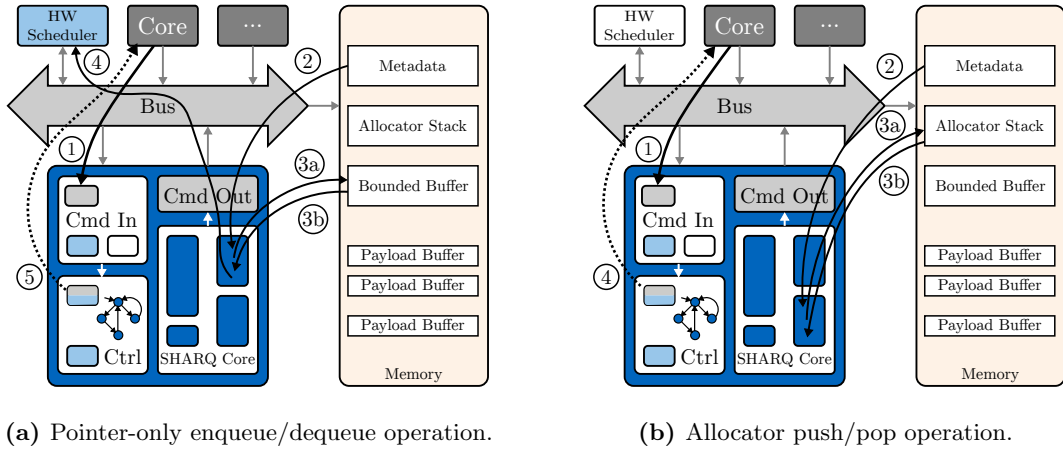 HW
Scheduler
Core
...
4
2
Metadata
Bus
Allocator Stack
1
3a
Bounded Buffer
Cmd Out
Cmd In
3b
Payload Buffer
5
Payload Buffer
Payload Buffer
Ctrl
SHARQ Core
Memory
(a) Pointer-only enqueue/dequeue operation.
HW
Scheduler
Core
...
2
Metadata
Bus
3a
Allocator Stack
1
3b
Bounded Buffer
Cmd Out
Cmd In
Payload Buffer
4
Payload Buffer
Payload Buffer
Ctrl
SHARQ Core
Memory
(b) Allocator push/pop operation.